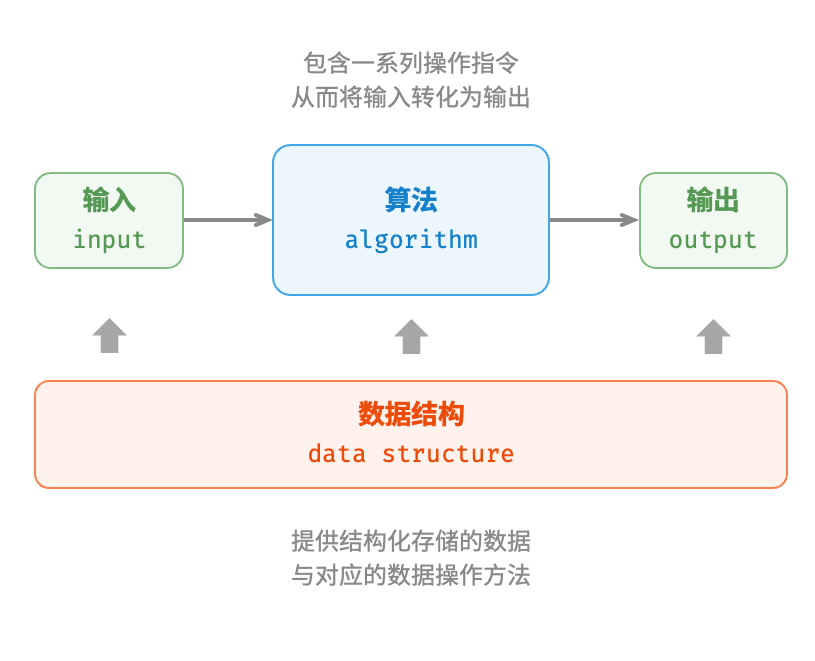 包含一系列操作指令
从而将输入转化为输出
输入
input
算法
algorithm
输出
output
数据结构
data structure
提供结构化存储的数据
与对应的数据操作方法